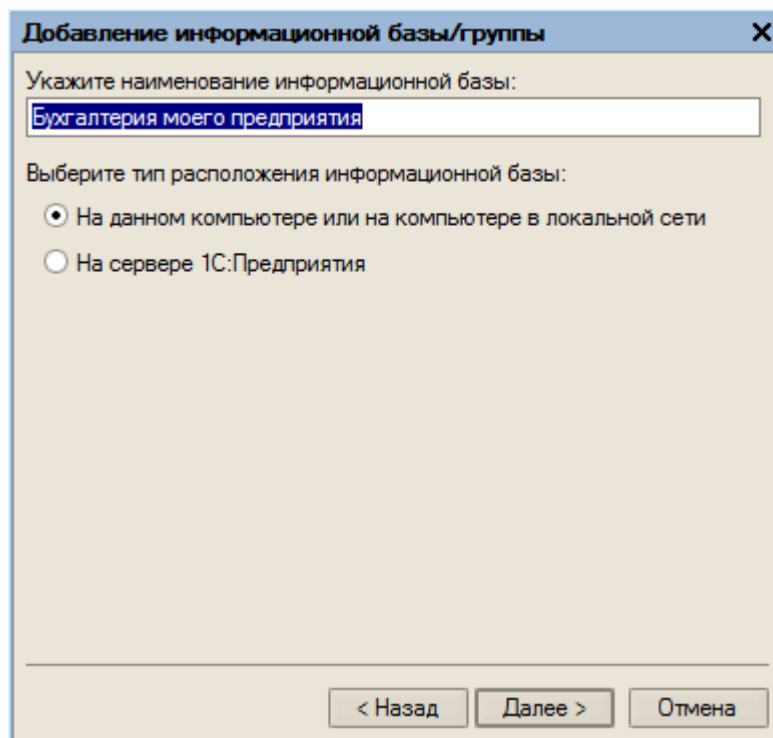 Добавление информационной базы/группы
Укажите наименование информационной базы:
Бухгалтерия моего предприятия
Выберите тип расположения информационной базы:
На данном компьютере или на компьютере в локальной сети
На сервере 1С:Предприятия
< Назад Далее > Отмена